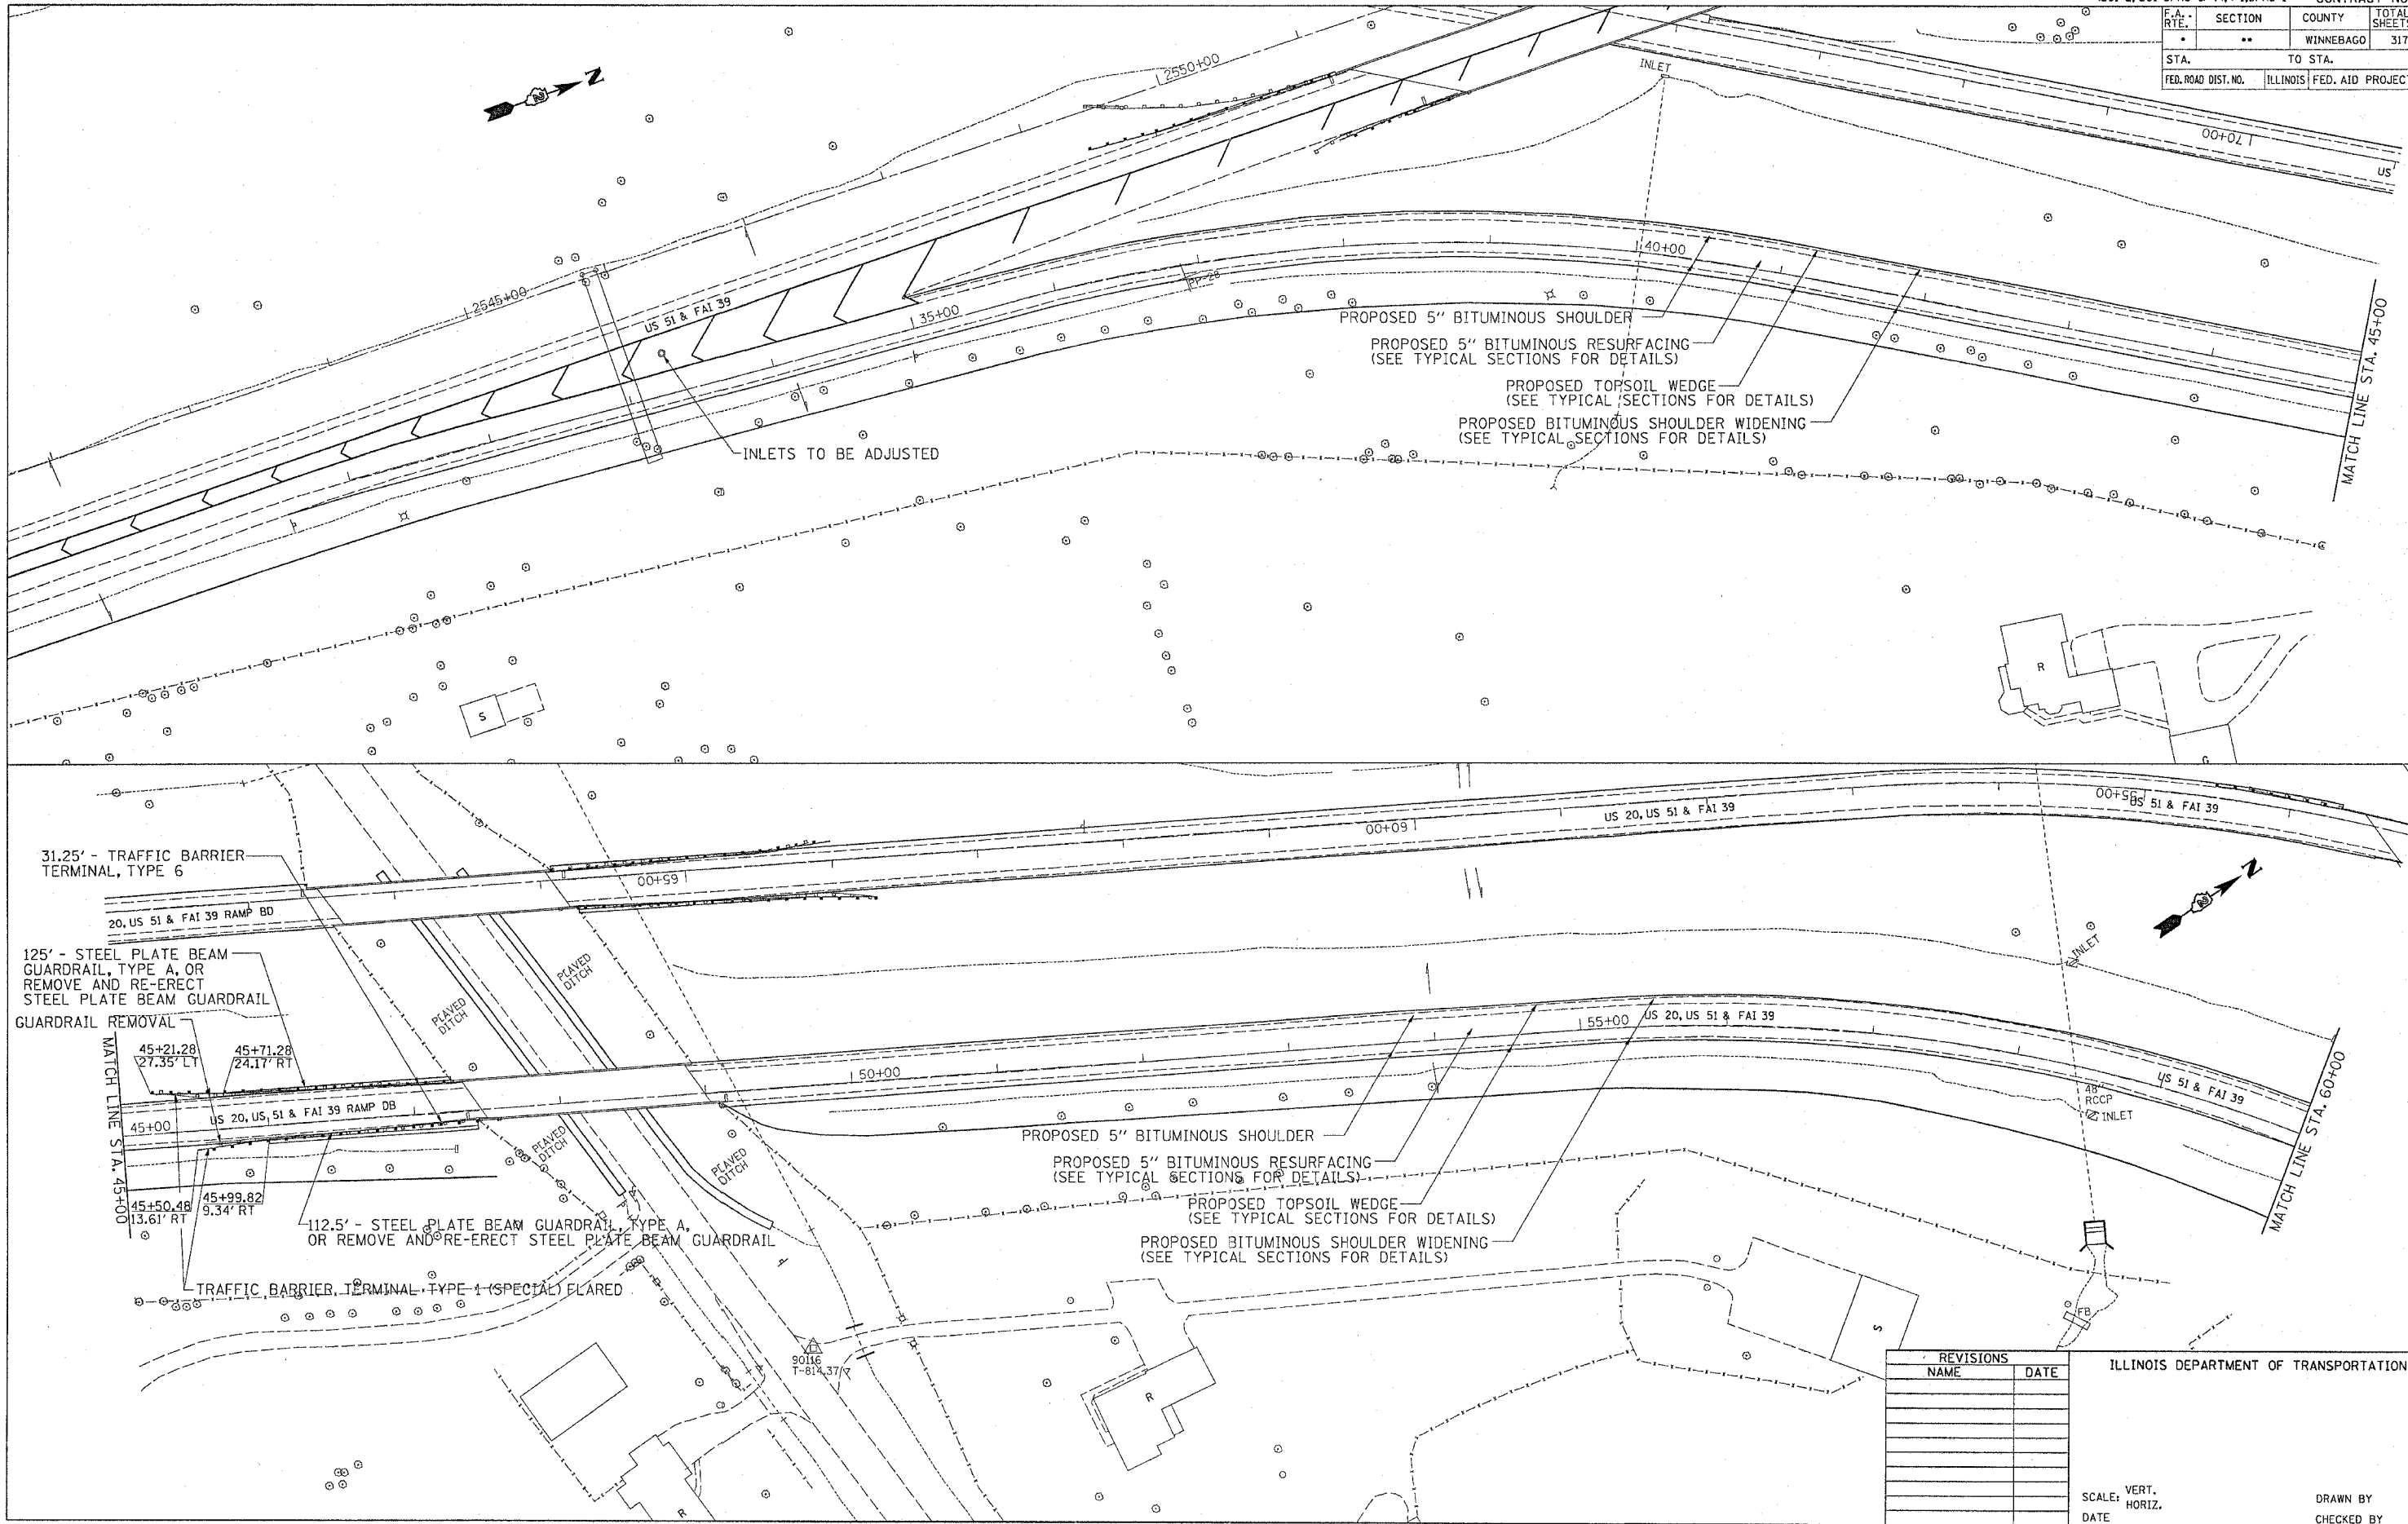 CONTRACT NO
F.A. RTE. SECTION COUNTY TOTAL SHEETS
• •• WINNEBAGO 317
STA. TO STA.
FED. ROAD DIST. NO. ILLINOIS FED. AID PROJECT
N
2550+00
INLET
70+00
US
2545+00
US 51 & FAI 39
40+00
35+00
PP-28
PROPOSED 5" BITUMINOUS SHOULDER
PROPOSED 5" BITUMINOUS RESURFACING
(SEE TYPICAL SECTIONS FOR DETAILS)
PROPOSED TOPSOIL WEDGE
(SEE TYPICAL SECTIONS FOR DETAILS)
PROPOSED BITUMINOUS SHOULDER WIDENING
(SEE TYPICAL SECTIONS FOR DETAILS)
MATCH LINE STA. 45+00
INLETS TO BE ADJUSTED
R
S
G
00+55
US 51 & FAI 39
US 20, US 51 & FAI 39
00+09
00+59
31.25' - TRAFFIC BARRIER
TERMINAL, TYPE 6
20, US 51 & FAI 39 RAMP BD
N
INLET
125' - STEEL PLATE BEAM
GUARDRAIL, TYPE A, OR
REMOVE AND RE-ERECT
STEEL PLATE BEAM GUARDRAIL
PLAVED
DITCH
PLAVED
DITCH
GUARDRAIL REMOVAL
45+21.28
27.35' LT
45+71.28
24.17' RT
MATCH LINE STA. 45+00
45+00
US 20, US 51 & FAI 39 RAMP DB
50+00
55+00
US 20, US 51 & FAI 39
US 51 & FAI 39
48"
RCCP
INLET
MATCH LINE STA. 60+00
PLAVED
DITCH
PLAVED
DITCH
45+50.48
13.61' RT
45+99.82
9.34' RT
112.5' - STEEL PLATE BEAM GUARDRAIL, TYPE A,
OR REMOVE AND RE-ERECT STEEL PLATE BEAM GUARDRAIL
TRAFFIC BARRIER TERMINAL TYPE 1 (SPECIAL) FLARED
PROPOSED 5" BITUMINOUS SHOULDER
PROPOSED 5" BITUMINOUS RESURFACING
(SEE TYPICAL SECTIONS FOR DETAILS)
PROPOSED TOPSOIL WEDGE
(SEE TYPICAL SECTIONS FOR DETAILS)
PROPOSED BITUMINOUS SHOULDER WIDENING
(SEE TYPICAL SECTIONS FOR DETAILS)
FB
S
90116
T-814.37
R
R
REVISIONS
NAME DATE
ILLINOIS DEPARTMENT OF TRANSPORTATION
SCALE: VERT.
HORIZ.
DATE
DRAWN BY
CHECKED BY